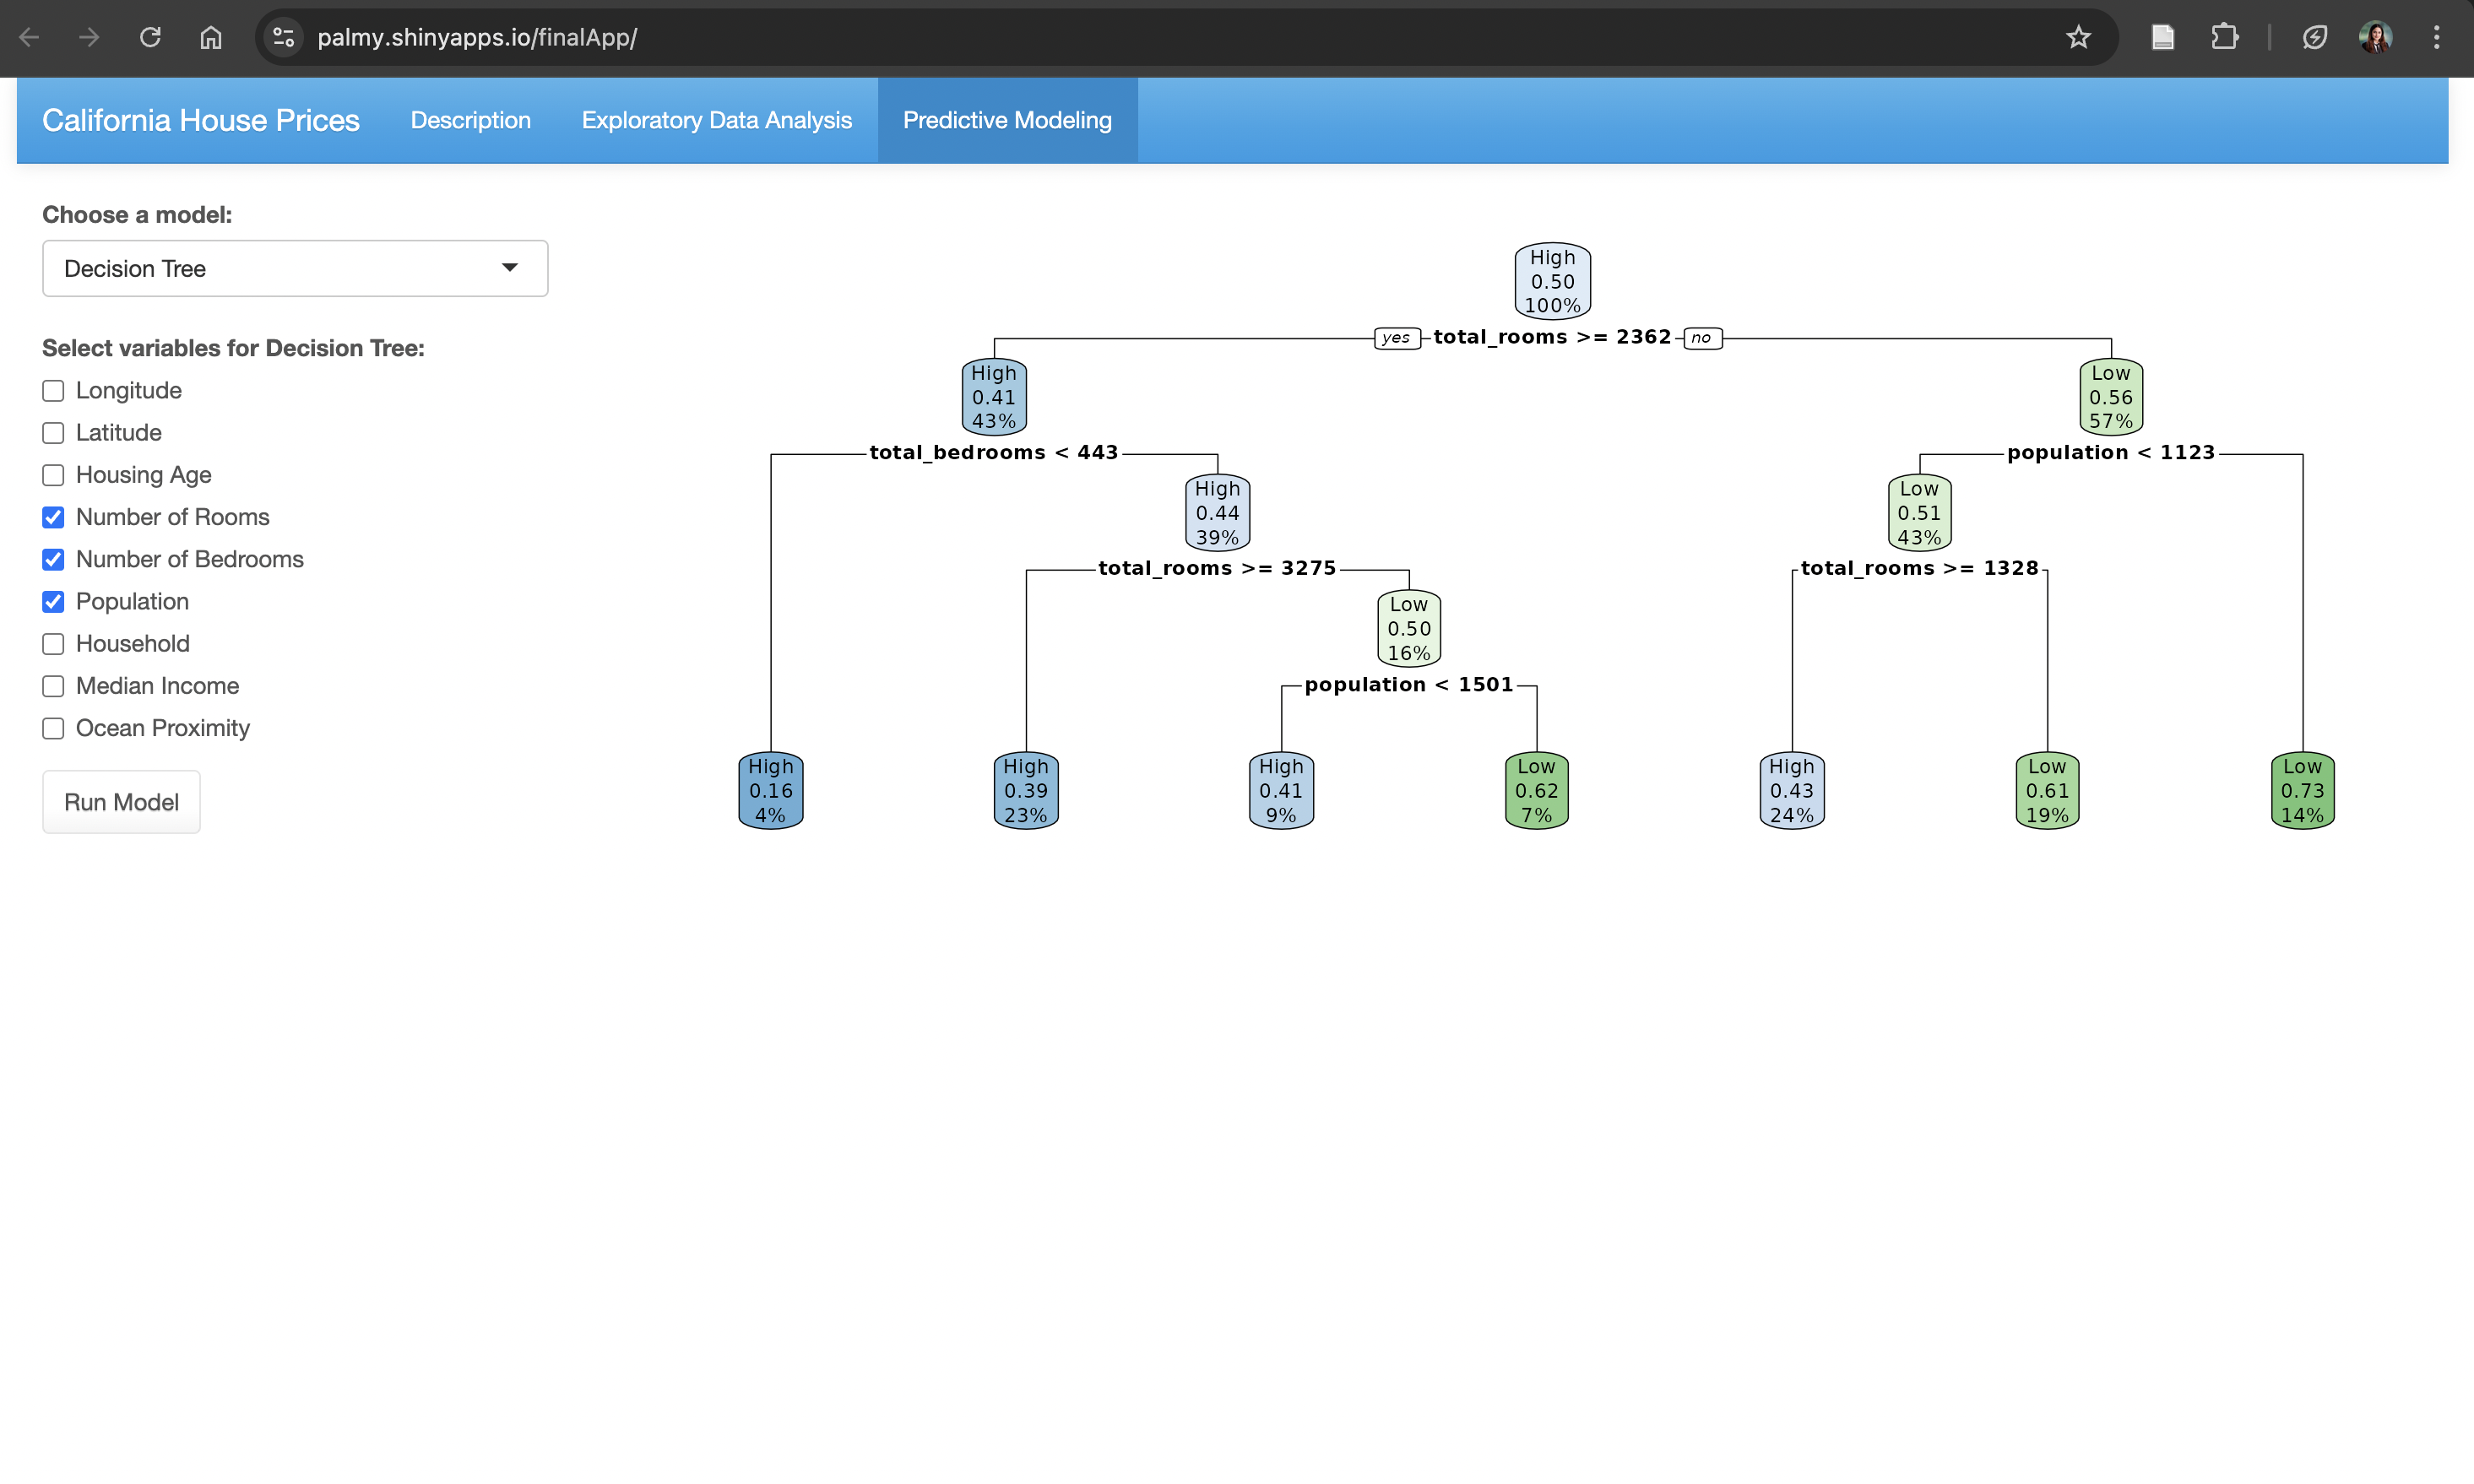 palmy.shinyapps.io/finalApp/
California House Prices Description Exploratory Data Analysis Predictive Modeling
Choose a model:
Decision Tree
Select variables for Decision Tree:
Longitude
Latitude
Housing Age
Number of Rooms
Number of Bedrooms
Population
Household
Median Income
Ocean Proximity
Run Model
High
0.50
100%
yes total_rooms >= 2362 no
High
0.41
43%
Low
0.56
57%
total_bedrooms < 443
population < 1123
High
0.44
39%
Low
0.51
43%
total_rooms >= 3275
total_rooms >= 1328
Low
0.50
16%
population < 1501
High
0.16
4%
High
0.39
23%
High
0.41
9%
Low
0.62
7%
High
0.43
24%
Low
0.61
19%
Low
0.73
14%